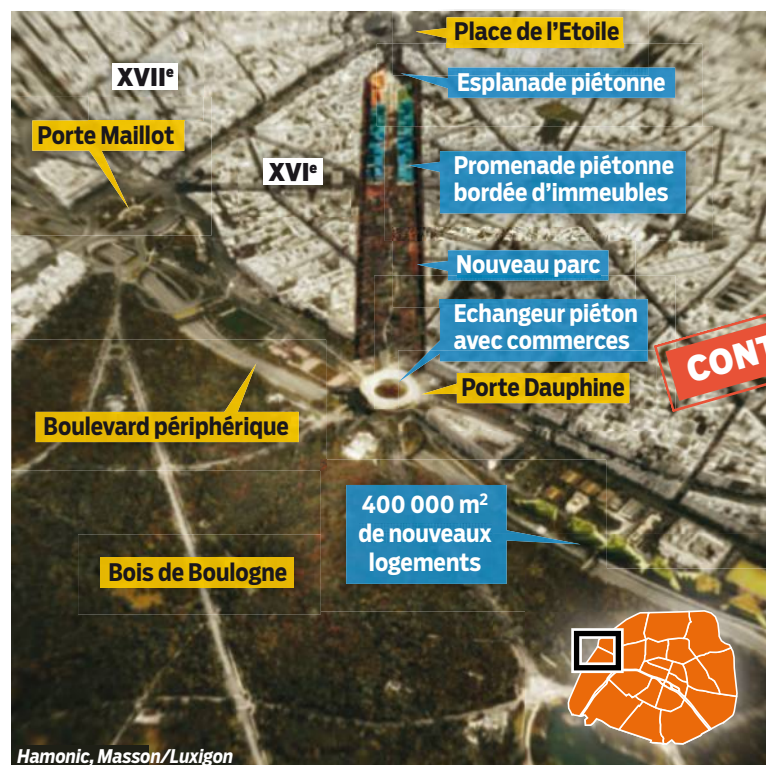 Place de l'Etoile
XVIIᵉ
Esplanade piétonne
Porte Maillot
XVIᵉ
Promenade piétonne
bordée d'immeubles
Nouveau parc
Echangeur piéton
avec commerces
CONT
Porte Dauphine
Boulevard périphérique
400 000 m²
de nouveaux
logements
Bois de Boulogne
Hamonic, Masson/Luxigon